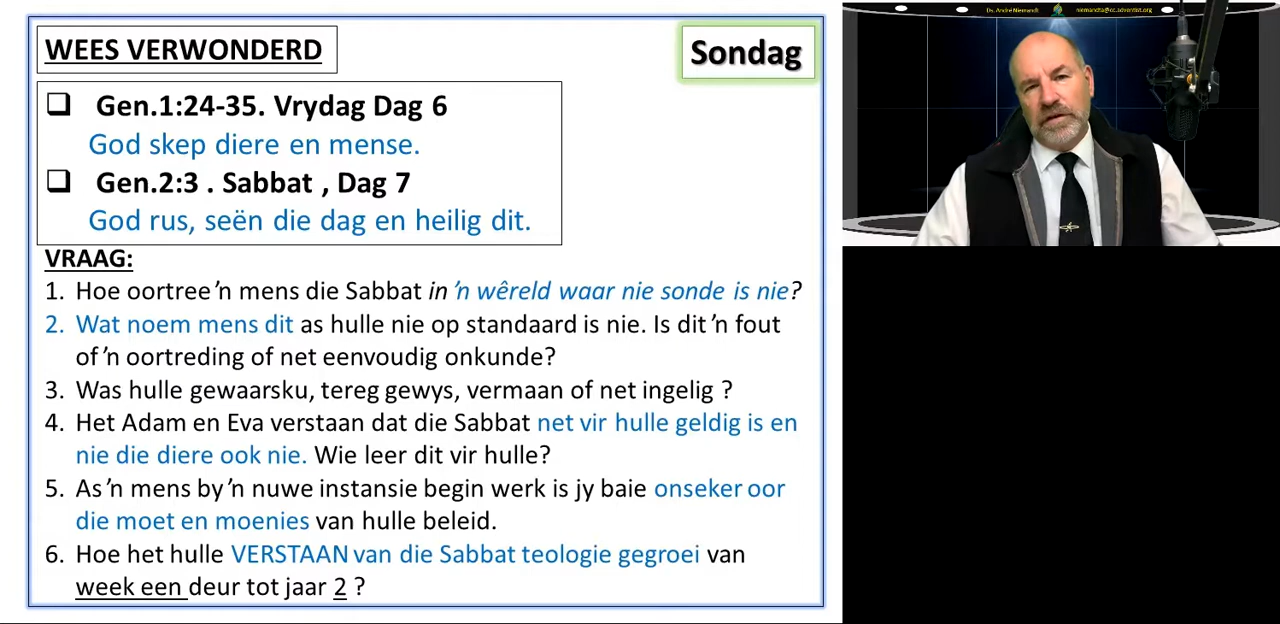 WEES VERWONDERD
Sondag
Gen.1:24-35. Vrydag Dag 6
God skep diere en mense.
Gen.2:3 . Sabbat , Dag 7
God rus, seën die dag en heilig dit.
VRAAG:
1. Hoe oortree ’n mens die Sabbat in ’n wêreld waar nie sonde is nie?
2. Wat noem mens dit as hulle nie op standaard is nie. Is dit ’n fout
of ’n oortreding of net eenvoudig onkunde?
3. Was hulle gewaarsku, tereg gewys, vermaan of net ingelig ?
4. Het Adam en Eva verstaan dat die Sabbat net vir hulle geldig is en
nie die diere ook nie. Wie leer dit vir hulle?
5. As ’n mens by ’n nuwe instansie begin werk is jy baie onseker oor
die moet en moenies van hulle beleid.
6. Hoe het hulle VERSTAAN van die Sabbat teologie gegroei van
week een deur tot jaar 2 ?
Ds. André Niemandt
niemandta@cc.adventist.org